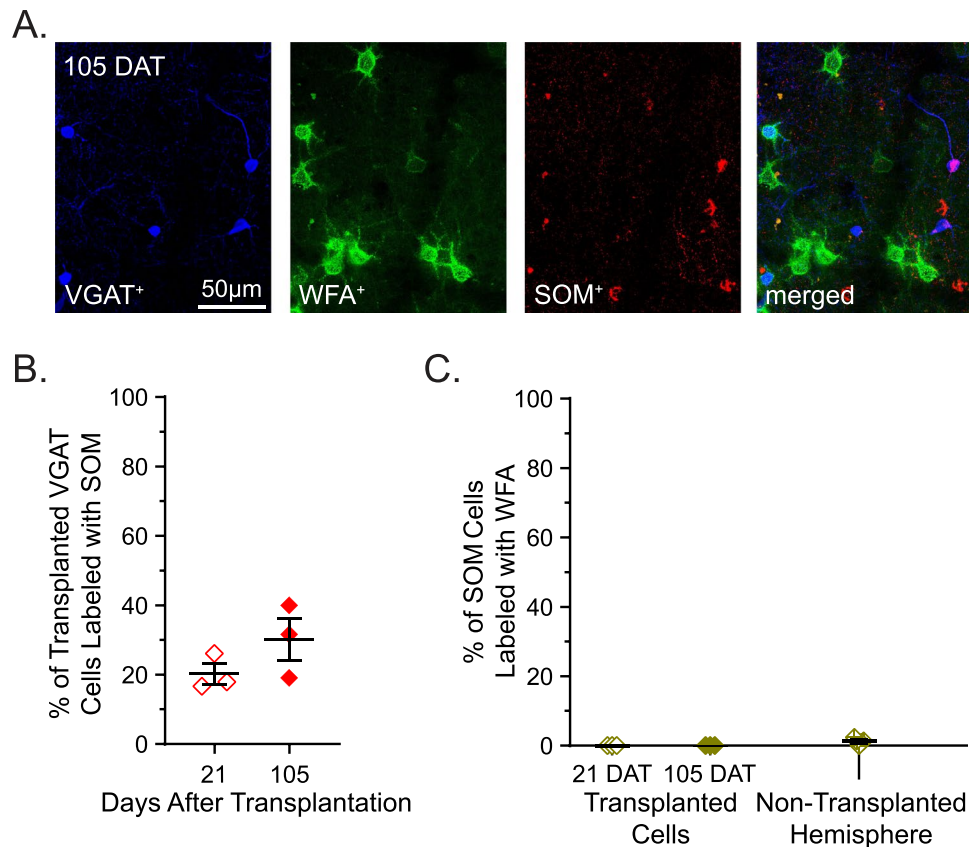 A.
105 DAT
VGAT⁺
50µm
WFA⁺
SOM⁺
merged
B.
% of Transplanted VGAT
Cells Labeled with SOM
100
80
60
40
20
0
21
105
Days After Transplantation
C.
% of SOM Cells
Labeled with WFA
100
80
60
40
20
0
21 DAT
105 DAT
Transplanted
Cells
Non-Transplanted
Hemisphere